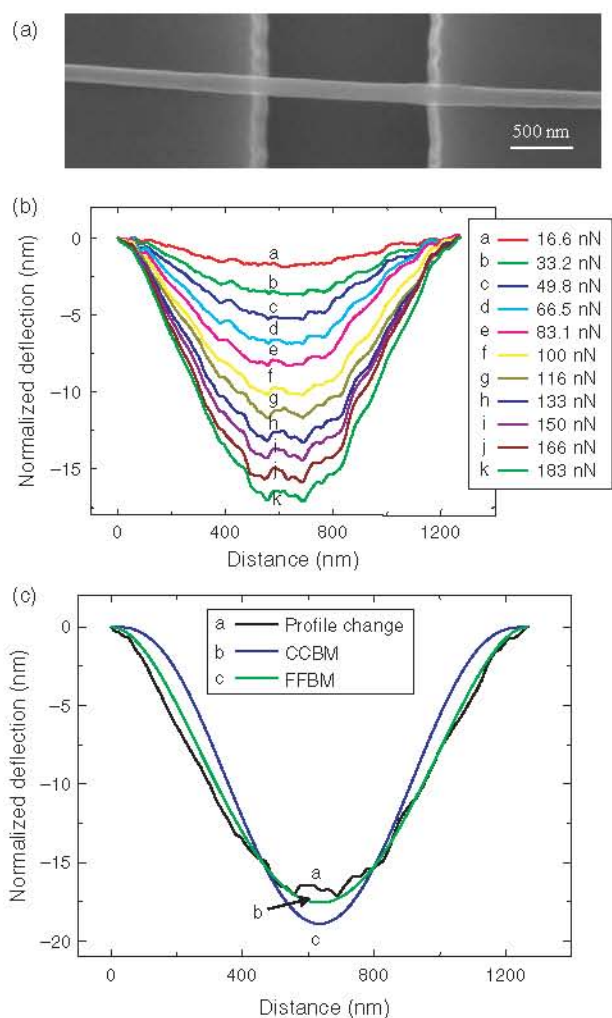 (a)
500 nm
(b)
Normalized deflection (nm)
0
−5
−10
−15
a
b
c
d
e
f
g
h
i
j
k
0
400
800
1200
Distance (nm)
a 16.6 nN
b 33.2 nN
c 49.8 nN
d 66.5 nN
e 83.1 nN
f 100 nN
g 116 nN
h 133 nN
i 150 nN
j 166 nN
k 183 nN
(c)
Normalized deflection (nm)
0
−5
−10
−15
−20
a Profile change
b CCBM
c FFBM
a
b
c
0
400
800
1200
Distance (nm)